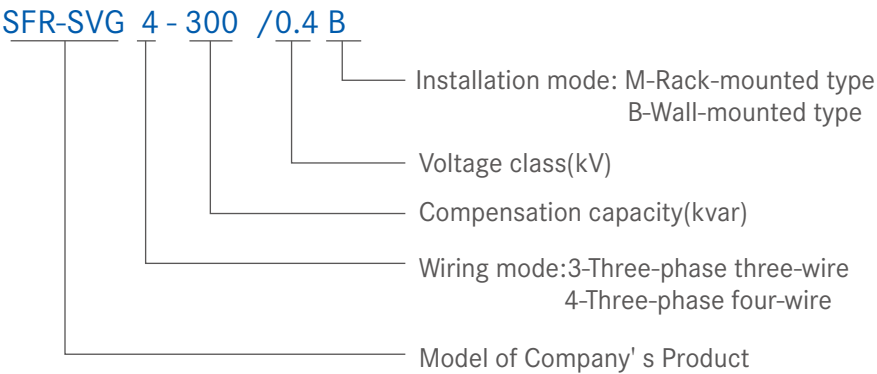 SFR-SVG 4 - 300 /0.4 B
Installation mode: M-Rack-mounted type
B-Wall-mounted type
Voltage class(kV)
Compensation capacity(kvar)
Wiring mode:3-Three-phase three-wire
4-Three-phase four-wire
Model of Company' s Product